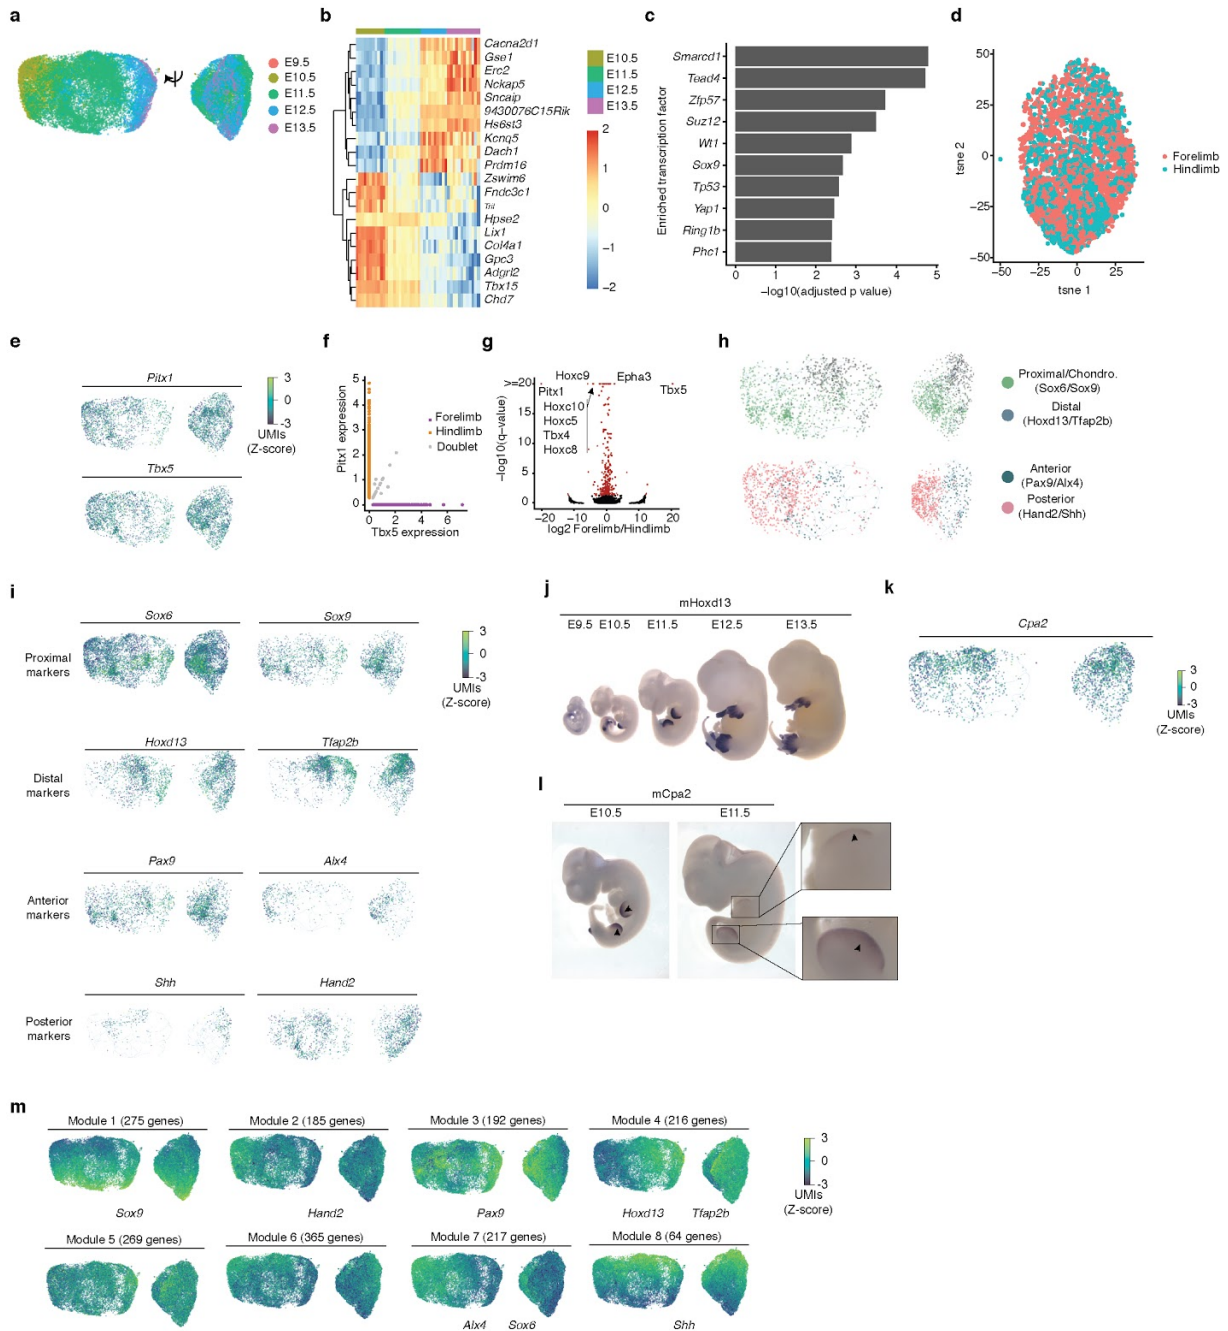 a
E9.5
E10.5
E11.5
E12.5
E13.5
b
Cacna2d1
Gse1
Erc2
Nckap5
Sncaip
9430076C15Rik
Hs6st3
Kcnq5
Dach1
Prdm16
Zswim6
Fndc3c1
Hpse2
Lix1
Col4a1
Gpc3
Adgrl2
Tbx15
Chd7
E10.5
E11.5
E12.5
E13.5
2
1
0
−1
−2
c
Enriched transcription factor
Smarcd1
Tead4
Zfp57
Suz12
Wt1
Sox9
Tp53
Yap1
Ring1b
Phc1
0 1 2 3 4 5
−log10(adjusted p value)
d
tsne 2
50
25
0
−25
−50
−50 −25 0 25
tsne 1
Forelimb
Hindlimb
e
Pitx1
Tbx5
3
0
-3
UMIs
(Z-score)
f
Pitx1 expression
5
4
3
2
1
0
0 2 4 6
Tbx5 expression
Forelimb
Hindlimb
Doublet
g
−log10(q−value)
>=20
15
10
5
0
−20 −10 0 10 20
log2 Forelimb/Hindlimb
Hoxc9
Epha3
Tbx5
Pitx1
Hoxc10
Hoxc5
Tbx4
Hoxc8
h
Proximal/Chondro.
(Sox6/Sox9)
Distal
(Hoxd13/Tfap2b)
Anterior
(Pax9/Alx4)
Posterior
(Hand2/Shh)
i
Sox6 Sox9
Proximal
markers
3
0
-3
UMIs
(Z-score)
Hoxd13 Tfap2b
Distal
markers
Pax9 Alx4
Anterior
markers
Shh Hand2
Posterior
markers
j
mHoxd13
E9.5 E10.5 E11.5 E12.5 E13.5
k
Cpa2
3
0
-3
UMIs
(Z-score)
l
mCpa2
E10.5 E11.5
m
Module 1 (275 genes) Module 2 (185 genes) Module 3 (192 genes) Module 4 (216 genes)
Sox9 Hand2 Pax9 Hoxd13 Tfap2b
3
0
-3
UMIs
(Z-score)
Module 5 (269 genes) Module 6 (365 genes) Module 7 (217 genes) Module 8 (64 genes)
Alx4 Sox6 Shh